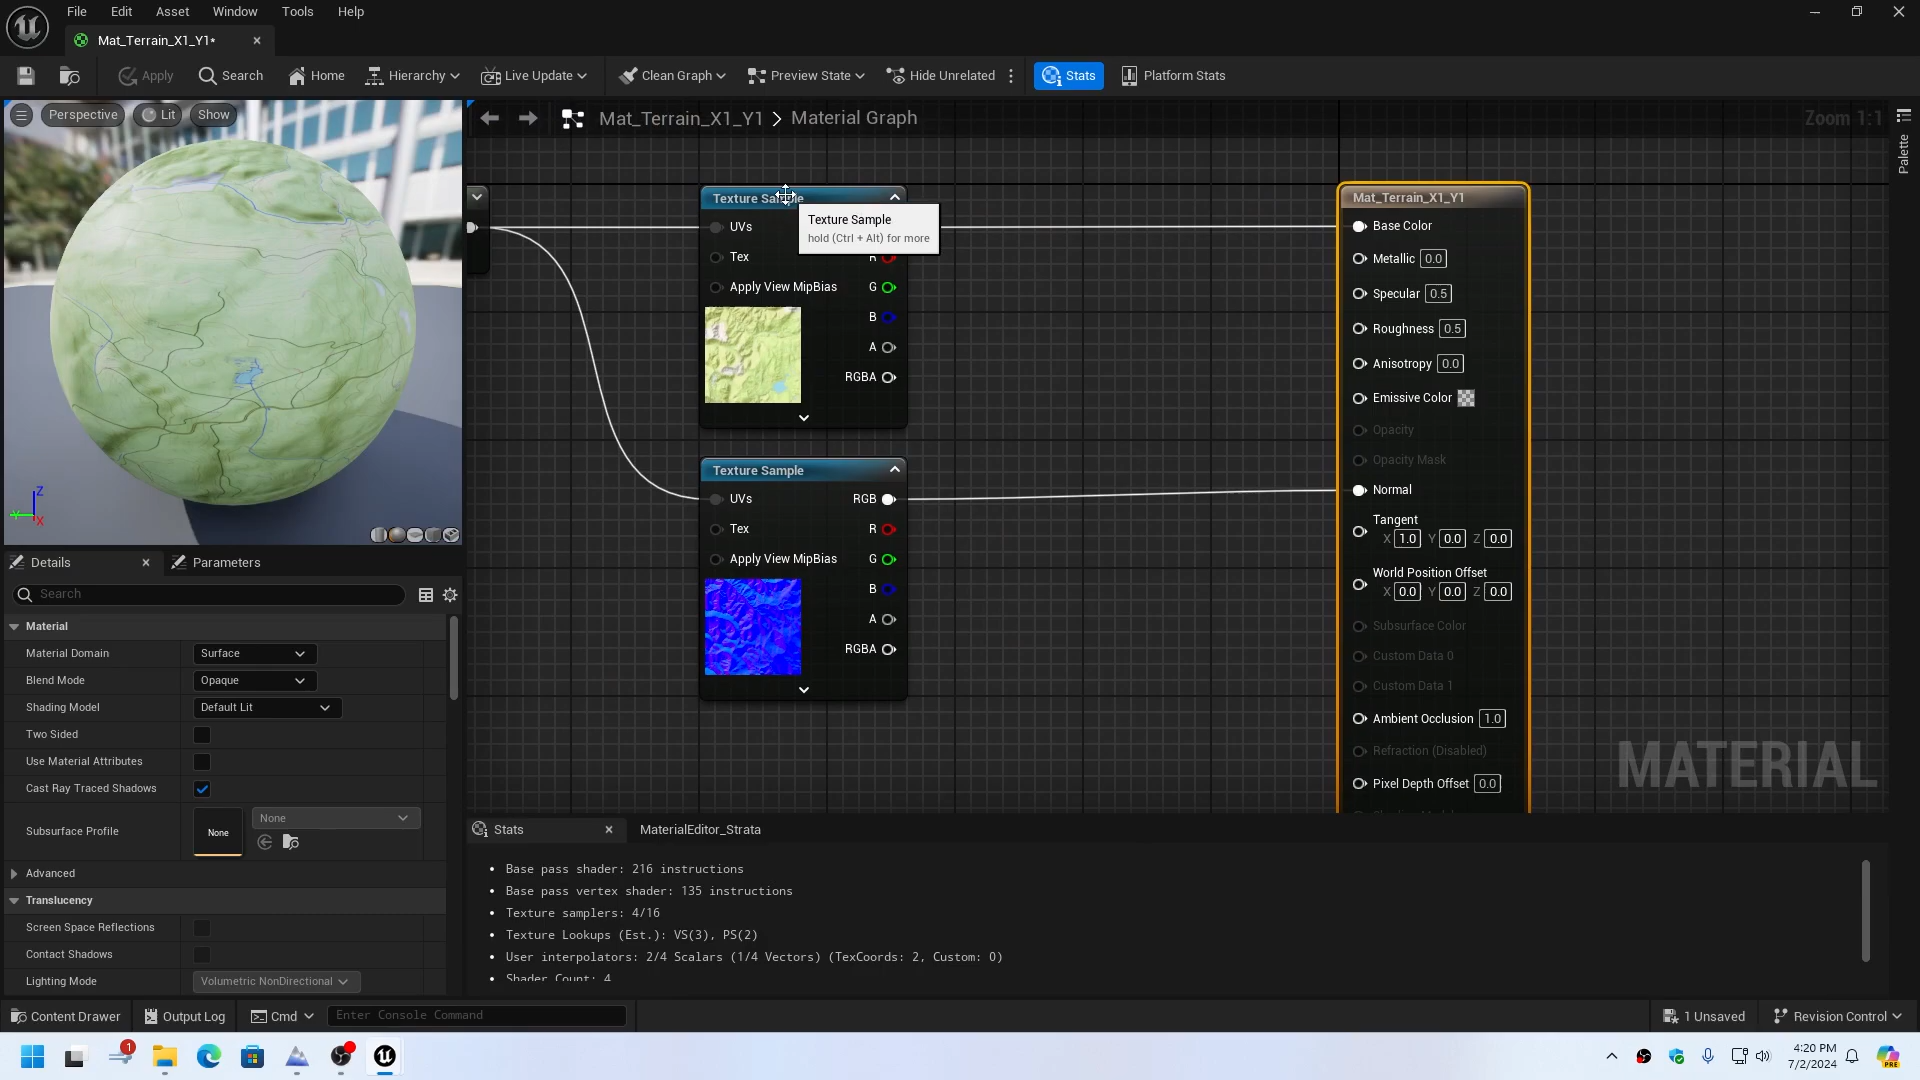 File Edit Asset Window Tools Help
Mat_Terrain_X1_Y1*
Apply Search Home Hierarchy Live Update Clean Graph Preview State Hide Unrelated Stats Platform Stats
Perspective Lit Show
Mat_Terrain_X1_Y1 > Material Graph
Zoom 1:1
Palette
Z
Y
X
Texture Sample
UVs
Tex
R
Apply View MipBias G
B
A
RGBA
Texture Sample
hold (Ctrl + Alt) for more
Texture Sample
UVs RGB
Tex R
Apply View MipBias G
B
A
RGBA
Mat_Terrain_X1_Y1
Base Color
Metallic 0.0
Specular 0.5
Roughness 0.5
Anisotropy 0.0
Emissive Color
Opacity
Opacity Mask
Normal
Tangent
X 1.0 Y 0.0 Z 0.0
World Position Offset
X 0.0 Y 0.0 Z 0.0
Subsurface Color
Custom Data 0
Custom Data 1
Ambient Occlusion 1.0
Refraction (Disabled)
Pixel Depth Offset 0.0
MATERIAL
Details Parameters
Search
Material
Material Domain Surface
Blend Mode Opaque
Shading Model Default Lit
Two Sided
Use Material Attributes
Cast Ray Traced Shadows
Subsurface Profile None None
Advanced
Translucency
Screen Space Reflections
Contact Shadows
Lighting Mode Volumetric NonDirectional
Stats MaterialEditor_Strata
• Base pass shader: 216 instructions
• Base pass vertex shader: 135 instructions
• Texture samplers: 4/16
• Texture Lookups (Est.): VS(3), PS(2)
• User interpolators: 2/4 Scalars (1/4 Vectors) (TexCoords: 2, Custom: 0)
• Shader Count: 4
Content Drawer Output Log Cmd Enter Console Command 1 Unsaved Revision Control
1
4:20 PM
7/2/2024
PRE